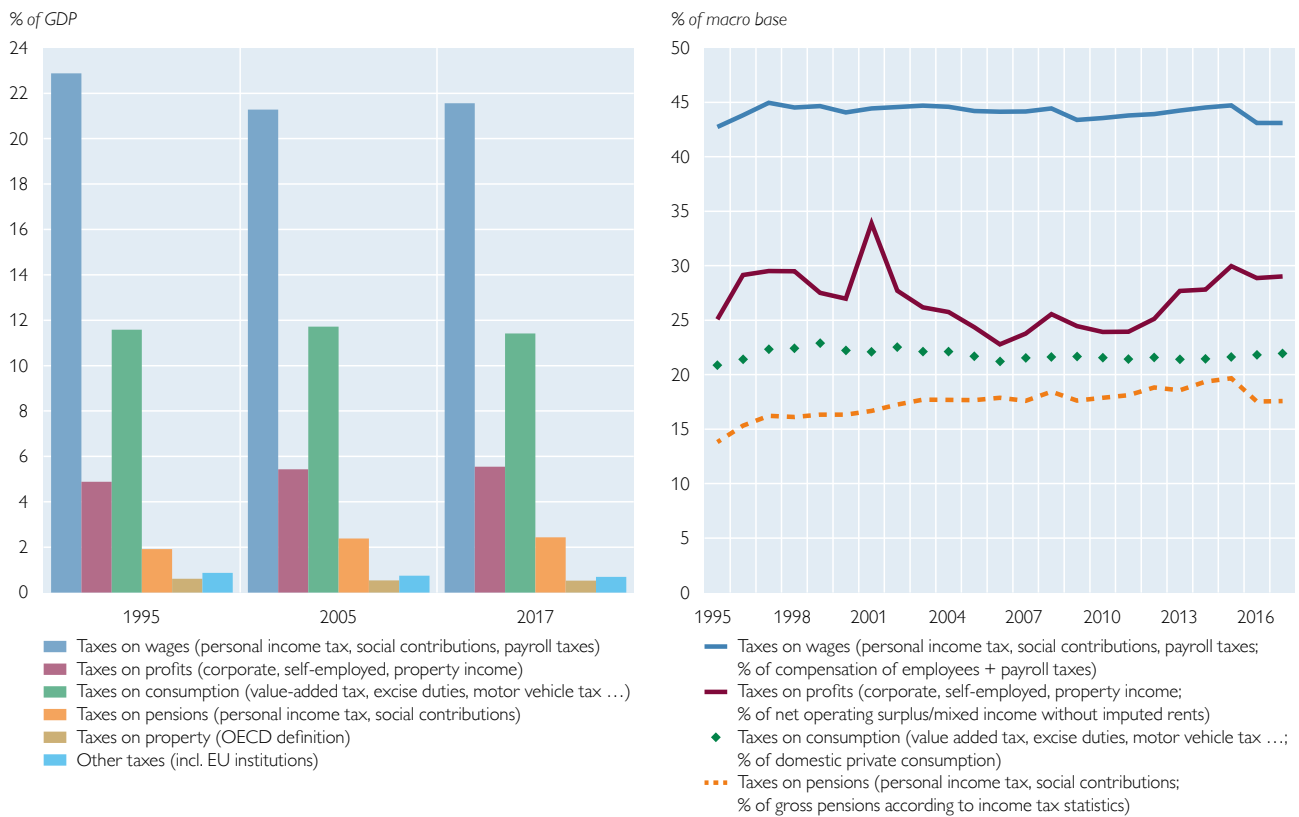 % of GDP
24
22
20
18
16
14
12
10
8
6
4
2
0
1995 2005 2017
Taxes on wages (personal income tax, social contributions, payroll taxes)
Taxes on profits (corporate, self-employed, property income)
Taxes on consumption (value-added tax, excise duties, motor vehicle tax …)
Taxes on pensions (personal income tax, social contributions)
Taxes on property (OECD definition)
Other taxes (incl. EU institutions)
% of macro base
50
45
40
35
30
25
20
15
10
5
0
1995 1998 2001 2004 2007 2010 2013 2016
Taxes on wages (personal income tax, social contributions, payroll taxes;
% of compensation of employees + payroll taxes)
Taxes on profits (corporate, self-employed, property income;
% of net operating surplus/mixed income without imputed rents)
Taxes on consumption (value added tax, excise duties, motor vehicle tax …;
% of domestic private consumption)
Taxes on pensions (personal income tax, social contributions;
% of gross pensions according to income tax statistics)